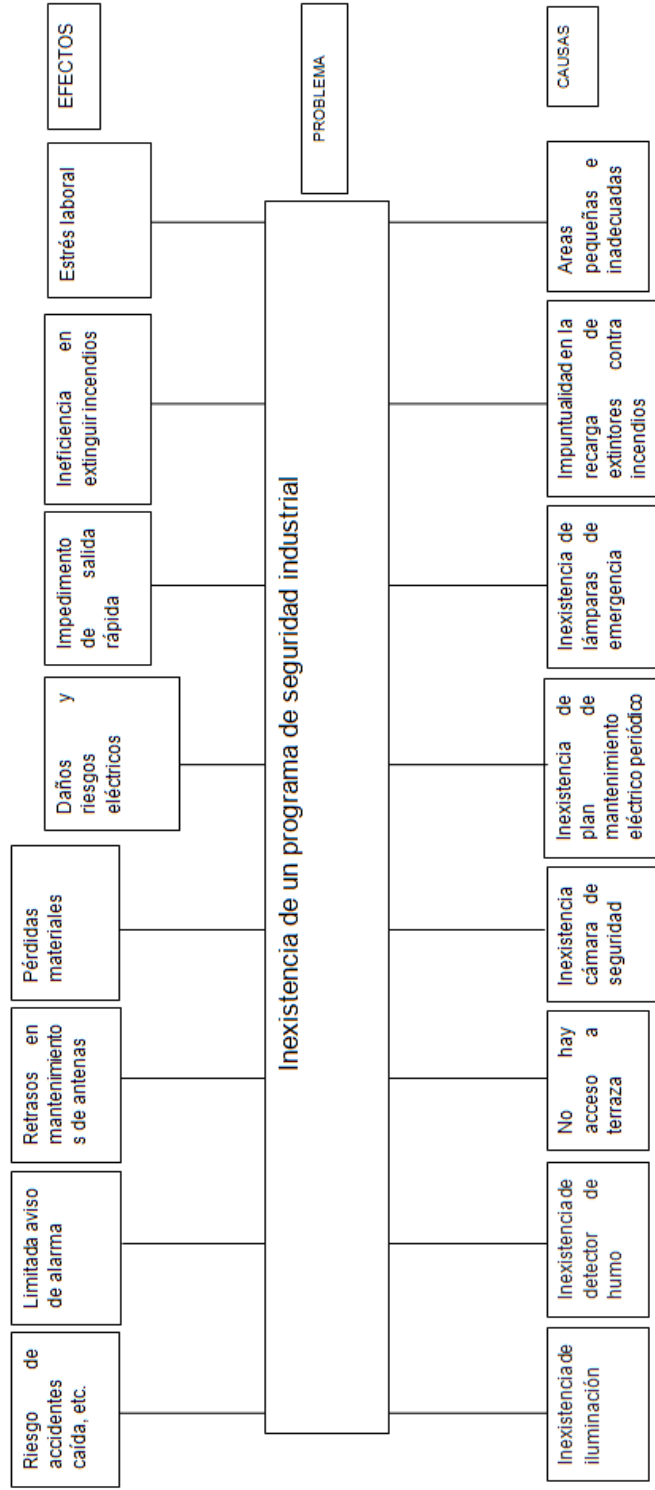 Riesgo de
accidentes
caída, etc.
Limitada aviso
de alarma
Retrasos en
mantenimiento
s de antenas
Pérdidas
materiales
Daños y
riesgos
eléctricos
Impedimento
de salida
rápida
Ineficiencia en
extinguir incendios
Estrés laboral
EFECTOS
Inexistencia de un programa de seguridad industrial
PROBLEMA
Inexistencia de
iluminación
Inexistencia de
detector de
humo
No hay
acceso a
terraza
Inexistencia
cámara de
seguridad
Inexistencia de
plan de
mantenimiento
eléctrico periódico
Inexistencia de
lámparas de
emergencia
Impuntualidad en la
recarga de
extintores contra
incendios
Areas
pequeñas e
inadecuadas
CAUSAS